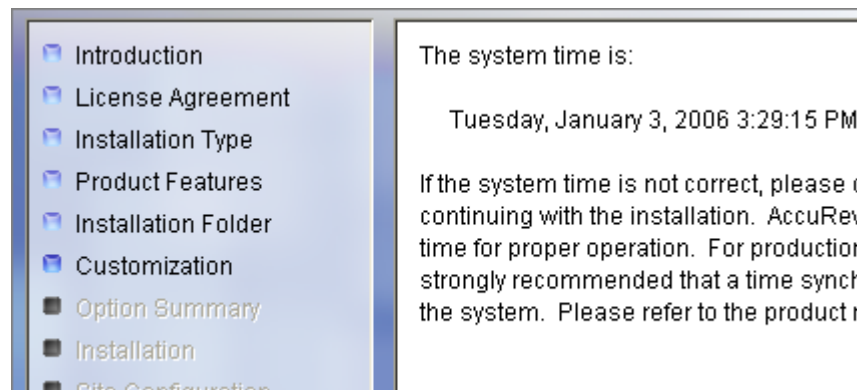 Introduction
License Agreement
Installation Type
Product Features
Installation Folder
Customization
Option Summary
Installation
Site Configuration
The system time is:
Tuesday, January 3, 2006 3:29:15 PM
If the system time is not correct, please
continuing with the installation. AccuRev
time for proper operation. For production
strongly recommended that a time synch
the system. Please refer to the product